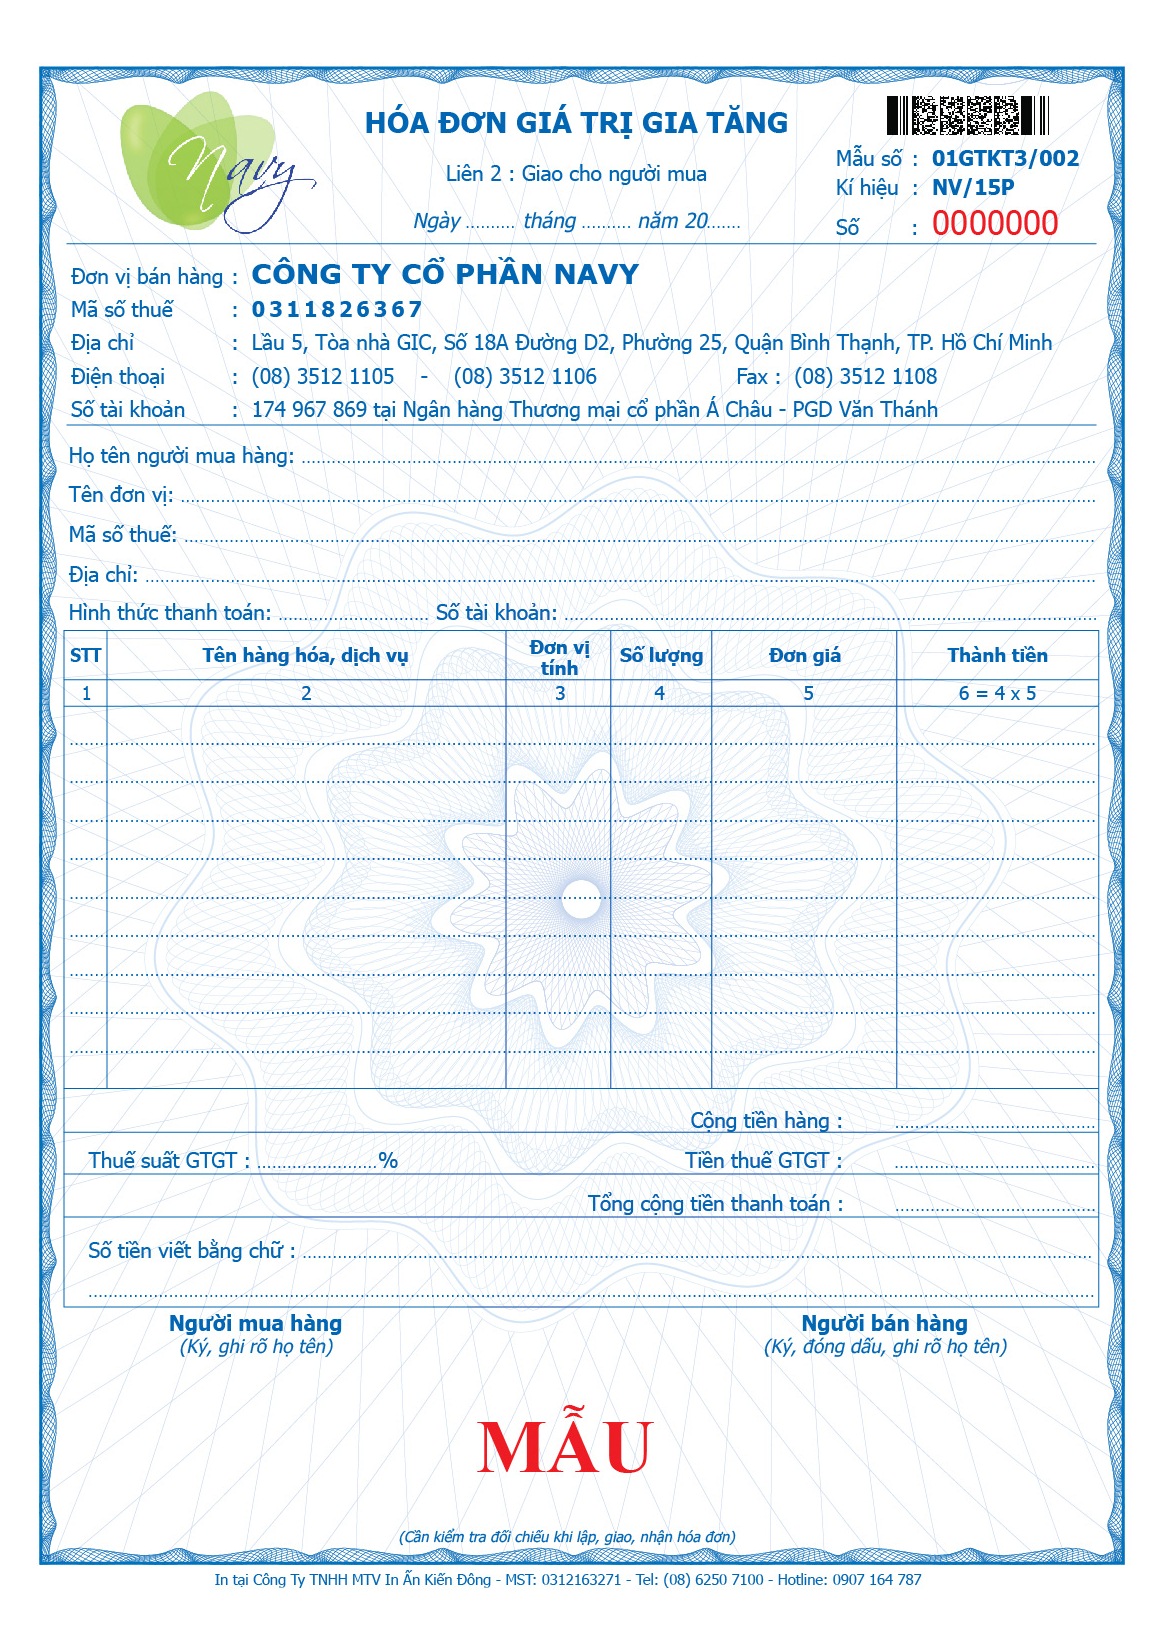 Navy
HÓA ĐƠN GIÁ TRỊ GIA TĂNG
Liên 2 : Giao cho người mua
Ngày .......... tháng .......... năm 20.......
Mẫu số : 01GTKT3/002
Kí hiệu : NV/15P
Số : 0000000
Đơn vị bán hàng : CÔNG TY CỔ PHẦN NAVY
Mã số thuế : 0311826367
Địa chỉ : Lầu 5, Tòa nhà GIC, Số 18A Đường D2, Phường 25, Quận Bình Thạnh, TP. Hồ Chí Minh
Điện thoại : (08) 3512 1105 - (08) 3512 1106 Fax : (08) 3512 1108
Số tài khoản : 174 967 869 tại Ngân hàng Thương mại cổ phần Á Châu - PGD Văn Thánh
Họ tên người mua hàng:
Tên đơn vị:
Mã số thuế:
Địa chỉ:
Hình thức thanh toán: Số tài khoản:
STT Tên hàng hóa, dịch vụ Đơn vị tính Số lượng Đơn giá Thành tiền
1 2 3 4 5 6 = 4 x 5
Cộng tiền hàng :
Thuế suất GTGT : ........................% Tiền thuế GTGT :
Tổng cộng tiền thanh toán :
Số tiền viết bằng chữ :
Người mua hàng Người bán hàng
(Ký, ghi rõ họ tên) (Ký, đóng dấu, ghi rõ họ tên)
MẪU
(Cần kiểm tra đối chiếu khi lập, giao, nhận hóa đơn)
In tại Công Ty TNHH MTV In Ấn Kiến Đông - MST: 0312163271 - Tel: (08) 6250 7100 - Hotline: 0907 164 787